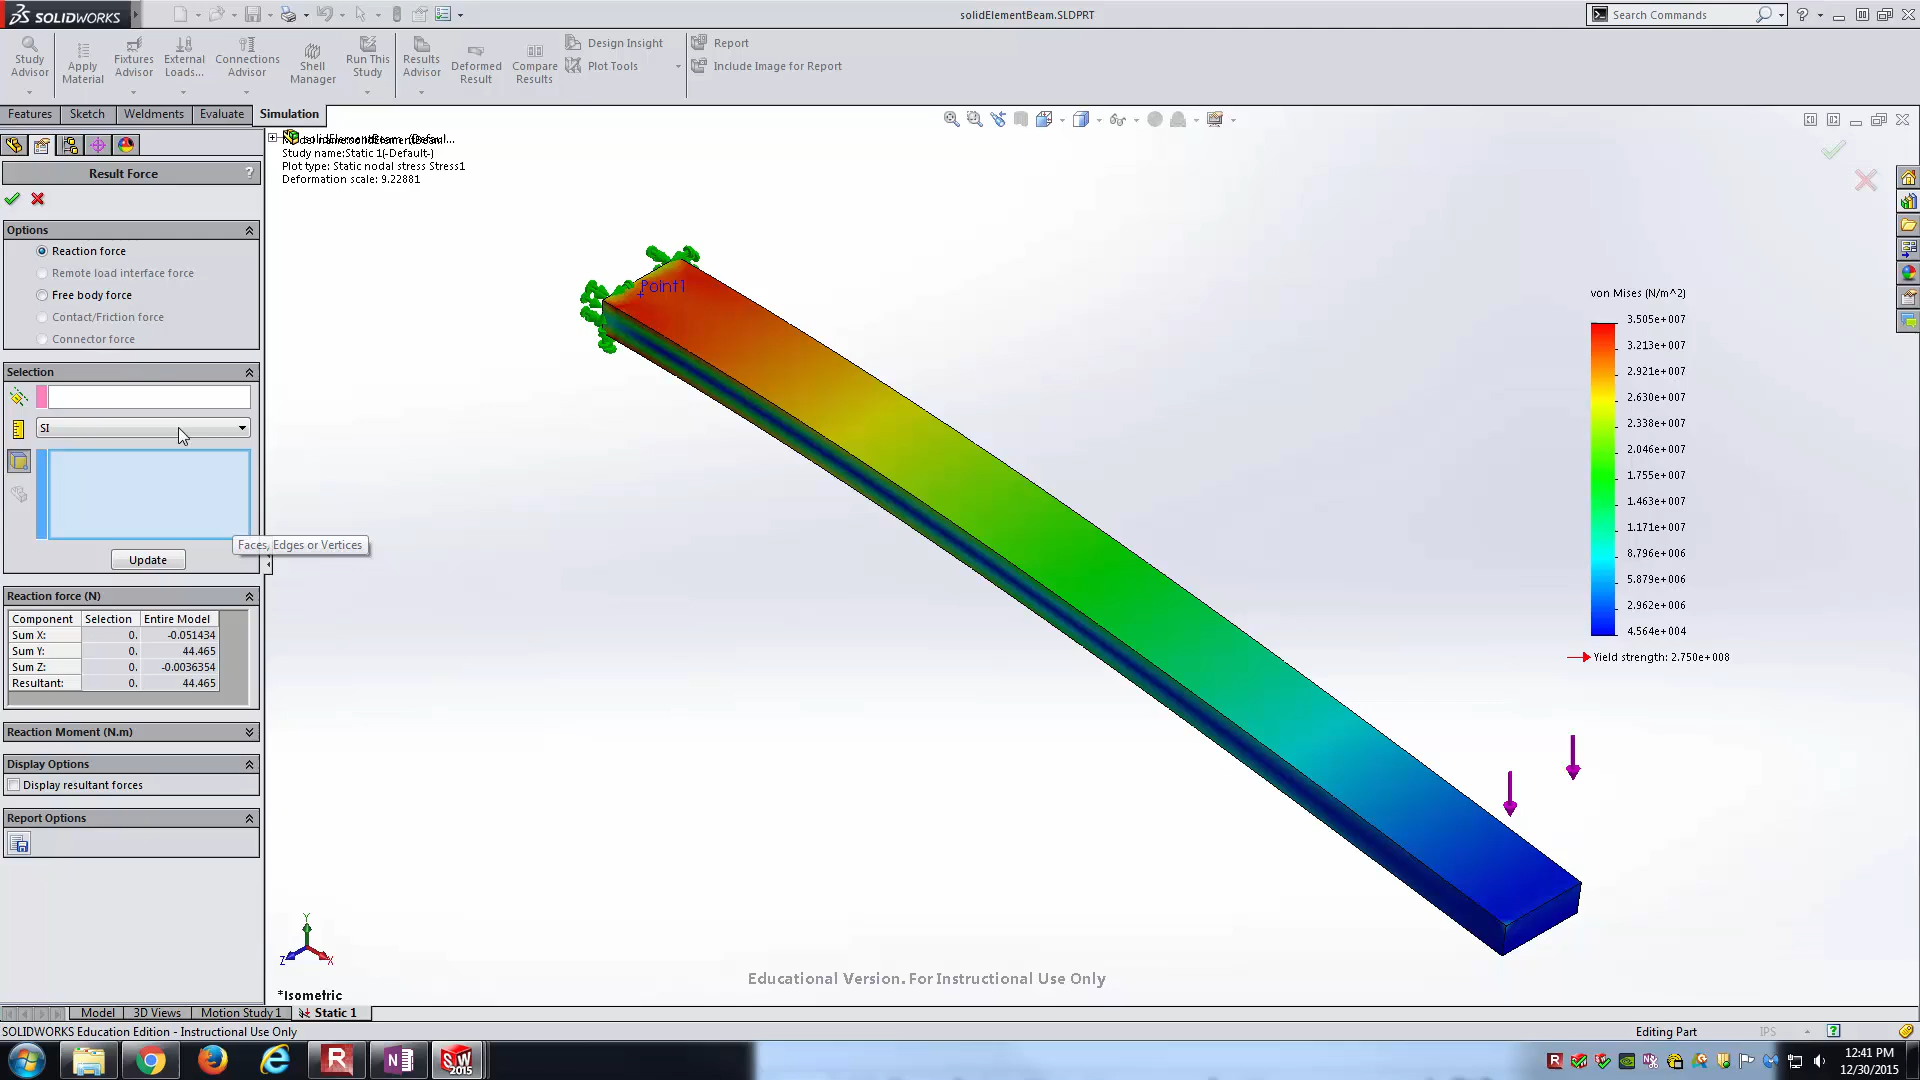 SOLIDWORKS
solidElementBeam.SLDPRT
Search Commands
Study Advisor
Apply Material
Fixtures Advisor
External Loads...
Connections Advisor
Shell Manager
Run This Study
Results Advisor
Deformed Result
Compare Results
Design Insight
Plot Tools
Report
Include Image for Report
Features
Sketch
Weldments
Evaluate
Simulation
Result Force
?
Options
Reaction force
Remote load interface force
Free body force
Contact/Friction force
Connector force
Selection
SI
Faces, Edges or Vertices
Update
Reaction force (N)
Component Selection Entire Model
Sum X: 0. -0.051434
Sum Y: 0. 44.465
Sum Z: 0. -0.0036354
Resultant: 0. 44.465
Reaction Moment (N.m)
Display Options
Display resultant forces
Report Options
Study name:Static 1(-Default-)
Plot type: Static nodal stress Stress1
Deformation scale: 9.22881
Point1
von Mises (N/m^2)
3.505e+007
3.213e+007
2.921e+007
2.630e+007
2.338e+007
2.046e+007
1.755e+007
1.463e+007
1.171e+007
8.796e+006
5.879e+006
2.962e+006
4.564e+004
Yield strength: 2.750e+008
Y
Z
X
Educational Version. For Instructional Use Only
*Isometric
Model
3D Views
Motion Study 1
Static 1
SOLIDWORKS Education Edition - Instructional Use Only
Editing Part
IPS
12:41 PM
12/30/2015